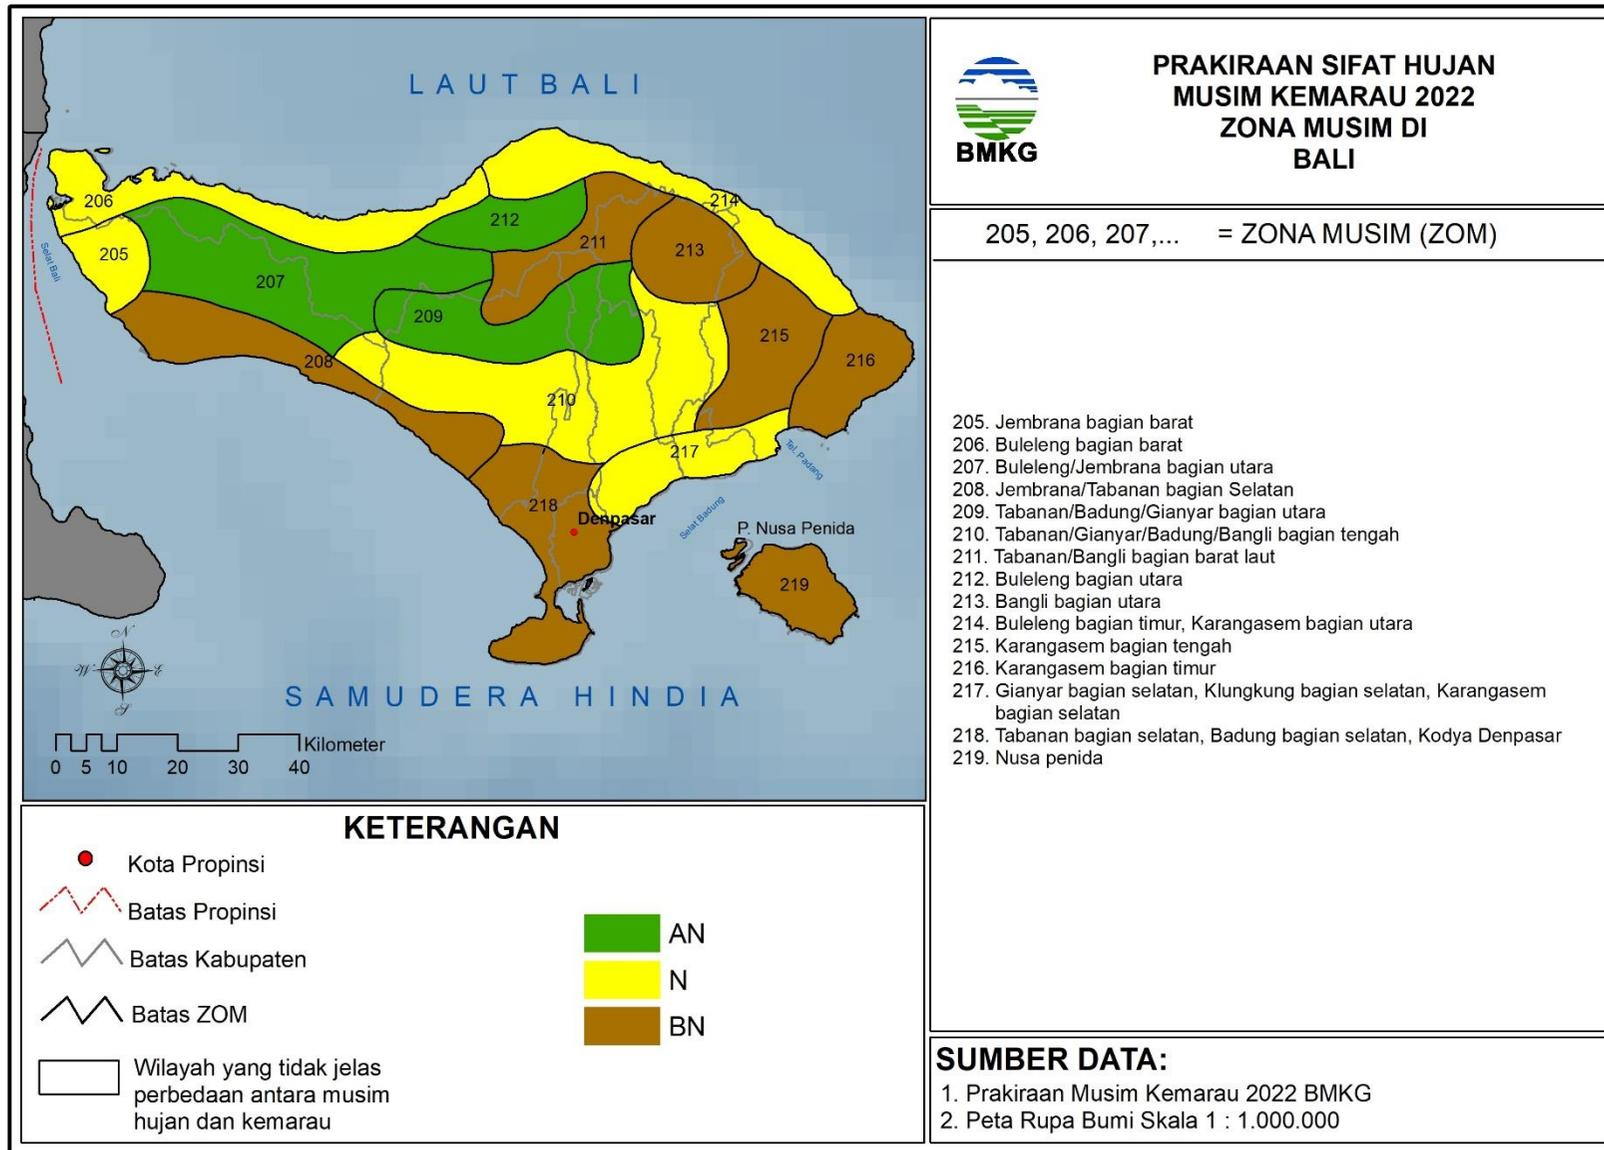 LAUT BALI
206
205
207
212
211
213
214
209
208
215
216
210
217
218
Selat Bali
Tel. Padang
Selat Badung
Denpasar
P. Nusa Penida
219
N
W
E
S
SAMUDERA HINDIA
Kilometer
0 5 10 20 30 40
BMKG
PRAKIRAAN SIFAT HUJAN
MUSIM KEMARAU 2022
ZONA MUSIM DI
BALI
205, 206, 207,... = ZONA MUSIM (ZOM)
205. Jembrana bagian barat
206. Buleleng bagian barat
207. Buleleng/Jembrana bagian utara
208. Jembrana/Tabanan bagian Selatan
209. Tabanan/Badung/Gianyar bagian utara
210. Tabanan/Gianyar/Badung/Bangli bagian tengah
211. Tabanan/Bangli bagian barat laut
212. Buleleng bagian utara
213. Bangli bagian utara
214. Buleleng bagian timur, Karangasem bagian utara
215. Karangasem bagian tengah
216. Karangasem bagian timur
217. Gianyar bagian selatan, Klungkung bagian selatan, Karangasem
bagian selatan
218. Tabanan bagian selatan, Badung bagian selatan, Kodya Denpasar
219. Nusa penida
KETERANGAN
Kota Propinsi
Batas Propinsi
Batas Kabupaten
Batas ZOM
Wilayah yang tidak jelas
perbedaan antara musim
hujan dan kemarau
AN
N
BN
SUMBER DATA:
1. Prakiraan Musim Kemarau 2022 BMKG
2. Peta Rupa Bumi Skala 1 : 1.000.000